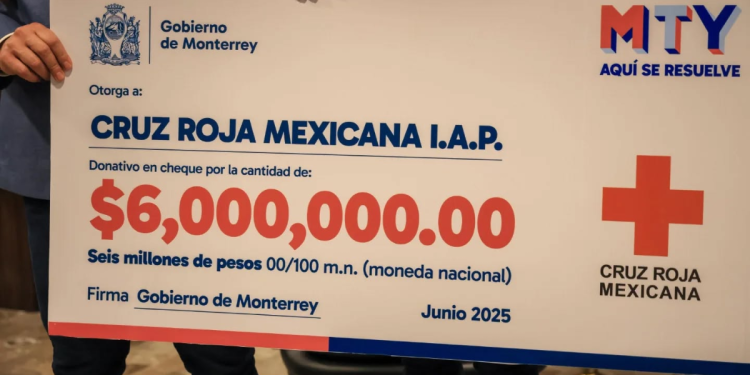 Gobierno
de Monterrey
MTY
AQUÍ SE RESUELVE
Otorga a:
CRUZ ROJA MEXICANA I.A.P.
Donativo en cheque por la cantidad de:
$6,000,000.00
Seis millones de pesos 00/100 m.n. (moneda nacional)
Firma Gobierno de Monterrey
Junio 2025
CRUZ ROJA
MEXICANA